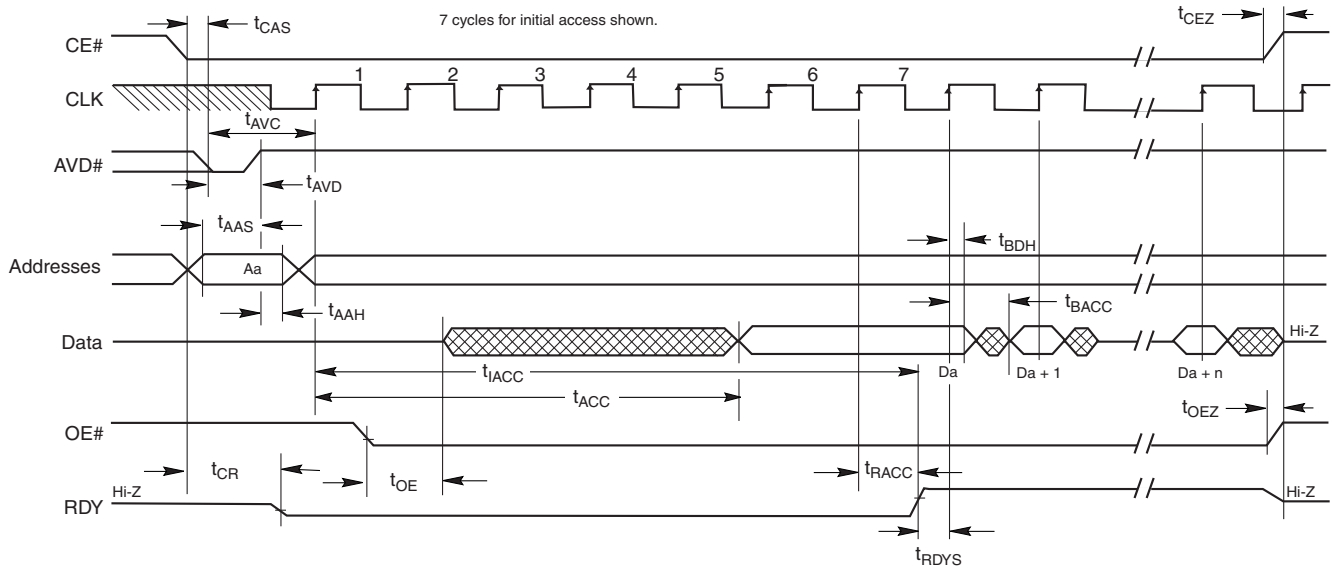 tCAS
7 cycles for initial access shown.
tCEZ
CE#
1 2 3 4 5 6 7
CLK
tAVC
AVD#
tAVD
tAAS
tBDH
Addresses
Aa
tBACC
tAAH
Data
Hi-Z
tIACC
Da
Da + 1
Da + n
tACC
tOEZ
OE#
tCR
tOE
tRACC
Hi-Z
Hi-Z
RDY
tRDYS